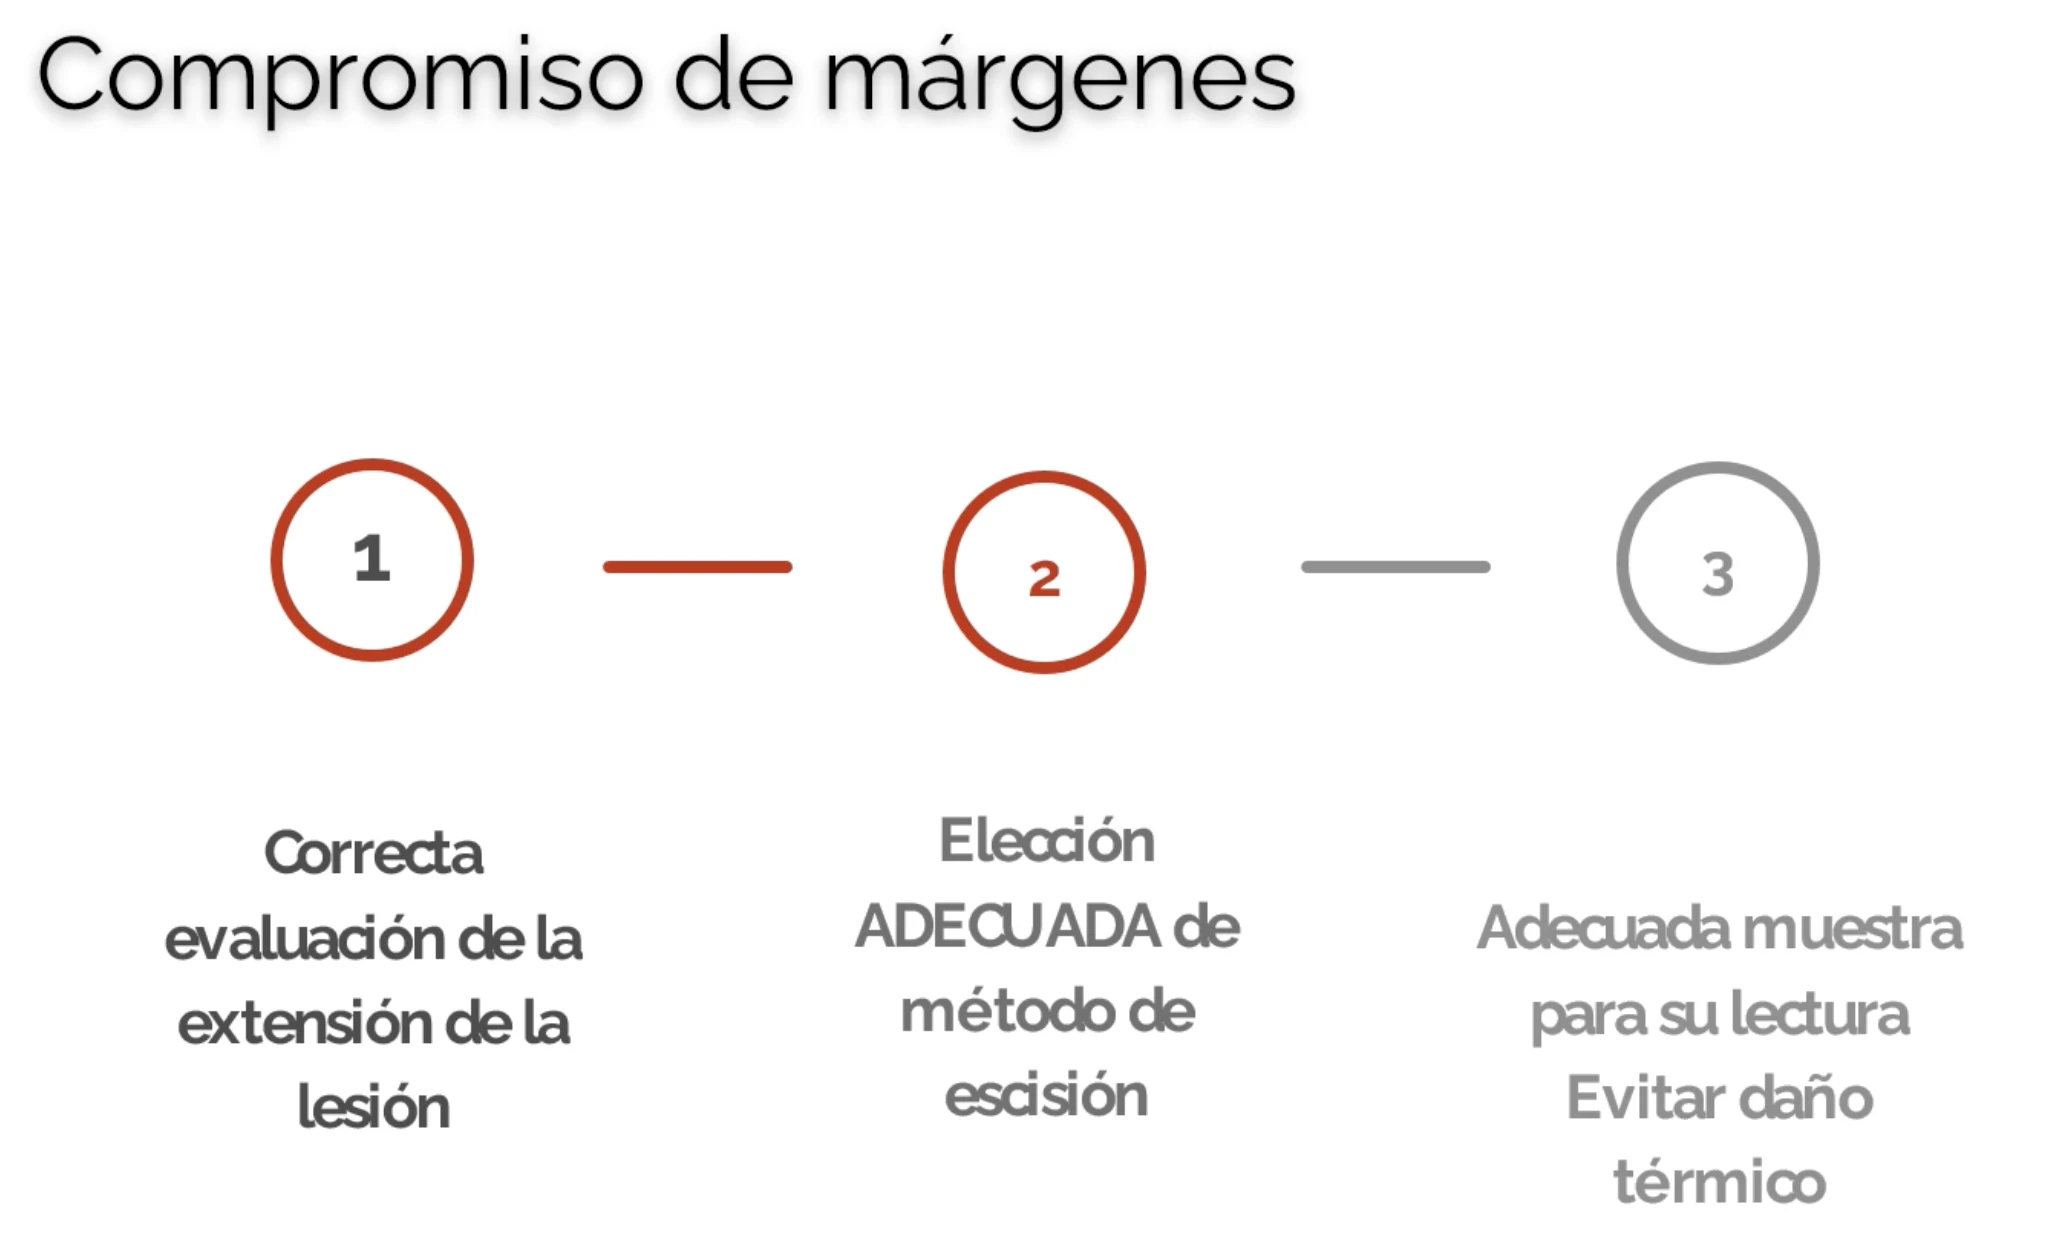 Compromiso de márgenes
1
2
3
Correcta
evaluación de la
extensión de la
lesión
Elección
ADECUADA de
método de
escisión
Adecuada muestra
para su lectura
Evitar daño
térmico